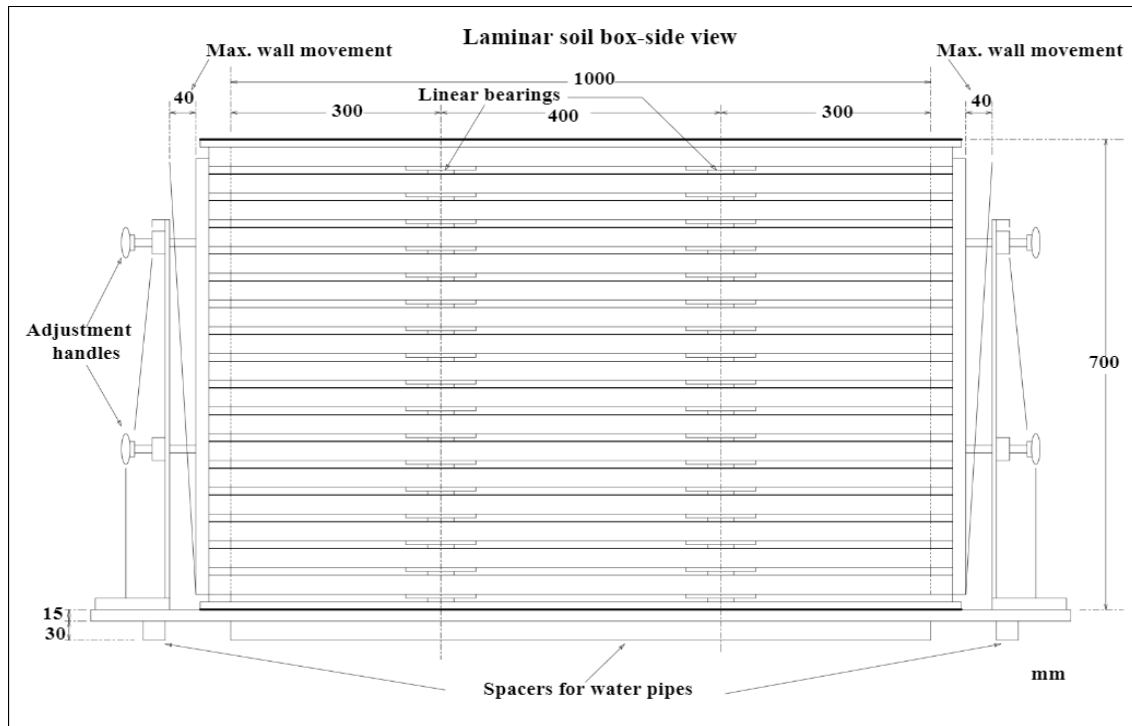 Laminar soil box-side view
Max. wall movement
Max. wall movement
1000
40
Linear bearings
40
300
400
300
Adjustment
handles
700
15
30
Spacers for water pipes
mm